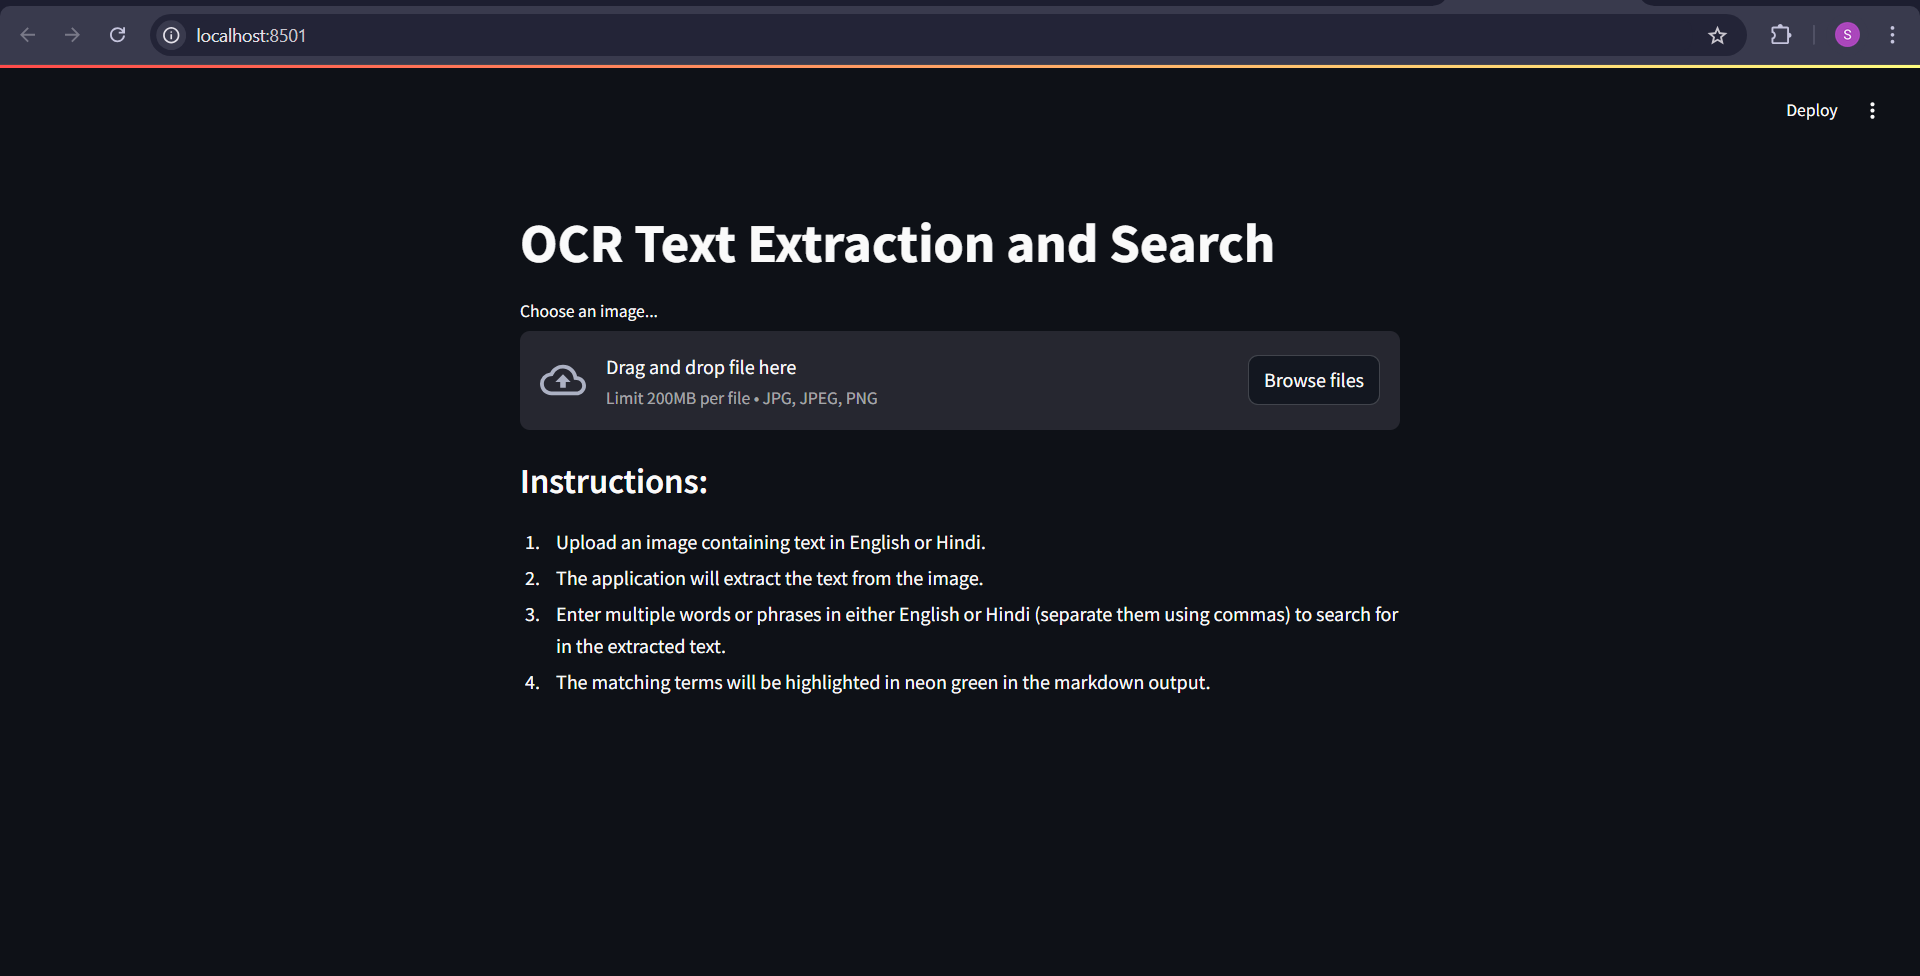 localhost:8501
S
Deploy
OCR Text Extraction and Search
Choose an image...
Drag and drop file here
Limit 200MB per file • JPG, JPEG, PNG
Browse files
Instructions:
1. Upload an image containing text in English or Hindi.
2. The application will extract the text from the image.
3. Enter multiple words or phrases in either English or Hindi (separate them using commas) to search for
in the extracted text.
4. The matching terms will be highlighted in neon green in the markdown output.